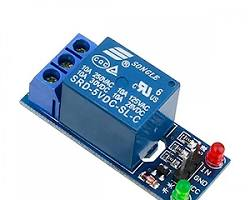 SONGLE
10A 250VAC 10A 125VAC
10A 30VDC 10A 28VDC
SRD-5VDC-SL-C
IN
GND